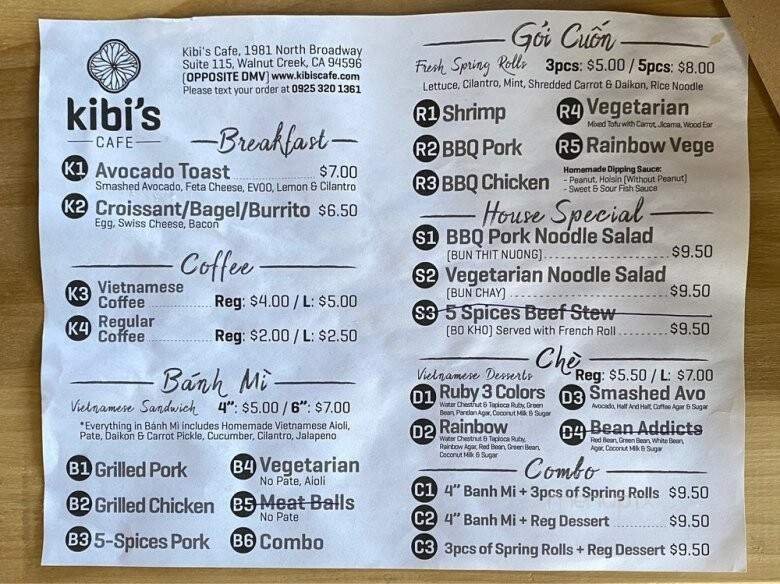 kibi's
CAFE
Kibi's Cafe, 1981 North Broadway
Suite 115, Walnut Creek, CA 94596
(OPPOSITE DMV) www.kibiscafe.com
Please text your order at 0925 320 1361
Breakfast
K1 Avocado Toast $7.00
Smashed Avocado, Feta Cheese, EVOO, Lemon & Cilantro
K2 Croissant/Bagel/Burrito $6.50
Egg, Swiss Cheese, Bacon
Coffee
K3 Vietnamese
Coffee Reg: $4.00 / L: $5.00
K4 Regular
Coffee Reg: $2.00 / L: $2.50
Bánh Mì
Vietnamese Sandwich 4": $5.00 / 6": $7.00
*Everything in Bánh Mì includes Homemade Vietnamese Aioli,
Pate, Daikon & Carrot Pickle, Cucumber, Cilantro, Jalapeno
B1 Grilled Pork
B2 Grilled Chicken
B3 5-Spices Pork
B4 Vegetarian
No Pate, Aioli
B5 Meat Balls
No Pate
B6 Combo
Gỏi Cuốn
Fresh Spring Rolls 3pcs: $5.00 / 5pcs: $8.00
Lettuce, Cilantro, Mint, Shredded Carrot & Daikon, Rice Noodle
R1 Shrimp
R2 BBQ Pork
R3 BBQ Chicken
R4 Vegetarian
Mixed Tofu with Carrot, Jicama, Wood Ear
R5 Rainbow Vege
Homemade Dipping Sauce:
- Peanut, Hoisin (Without Peanut)
- Sweet & Sour Fish Sauce
House Special
S1 BBQ Pork Noodle Salad
(BUN THIT NUONG) $9.50
S2 Vegetarian Noodle Salad
(BUN CHAY) $9.50
S3 5 Spices Beef Stew
(BO KHO) Served with French Roll $9.50
Chè
Vietnamese Desserts Reg: $5.50 / L: $7.00
D1 Ruby 3 Colors
Water Chestnut & Tapioca Ruby, Green
Bean, Pandan Agar, Coconut Milk & Sugar
D2 Rainbow
Water Chestnut & Tapioca Ruby,
Rainbow Agar, Red Bean, Green Bean,
Coconut Milk & Sugar
D3 Smashed Avo
Avocado, Half And Half, Coffee Agar & Sugar
D4 Bean Addicts
Red Bean, Green Bean, White Bean,
Agar, Coconut Milk & Sugar
Combo
C1 4" Banh Mi + 3pcs of Spring Rolls $9.50
C2 4" Banh Mi + Reg Dessert $9.50
C3 3pcs of Spring Rolls + Reg Dessert $9.50